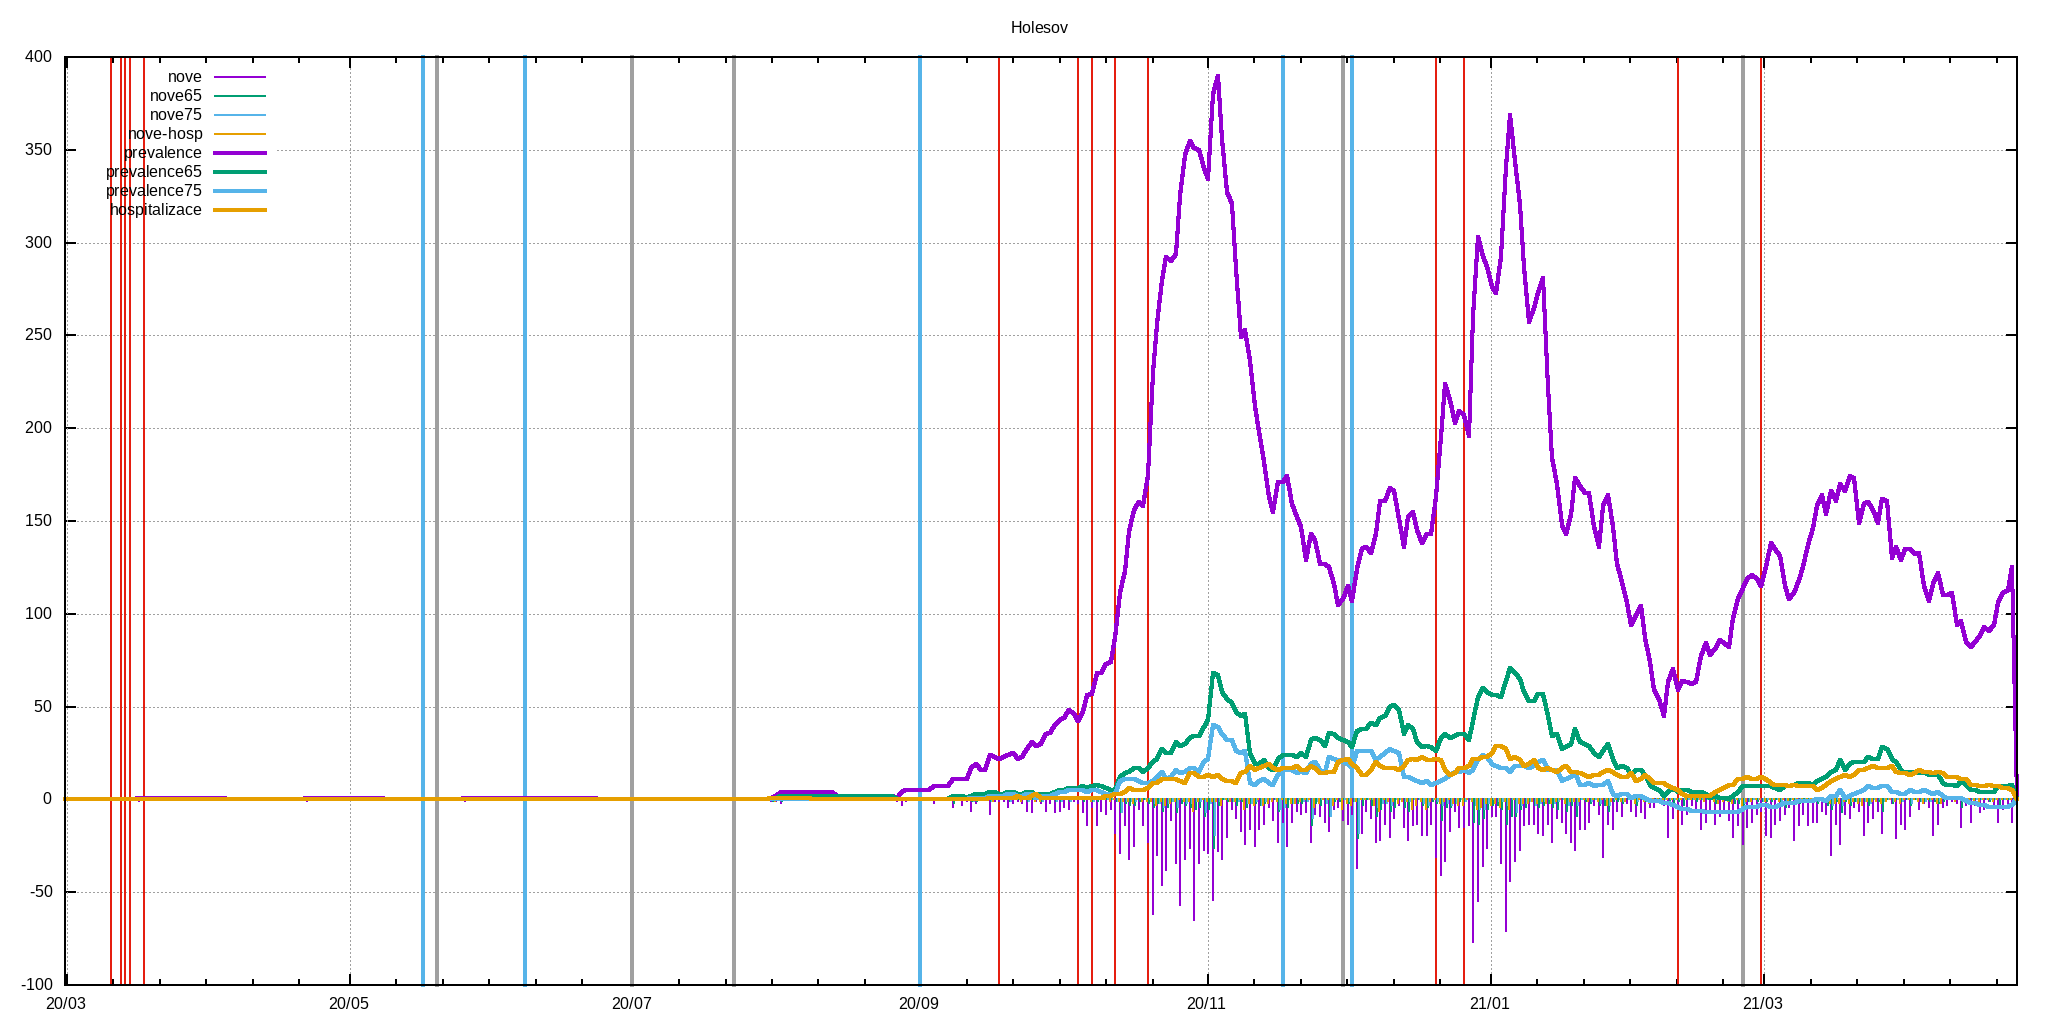 Holesov
400
350
300
250
200
150
100
50
0
-50
-100
nove
nove65
nove75
nove-hosp
prevalence
prevalence65
prevalence75
hospitalizace
20/03 20/05 20/07 20/09 20/11 21/01 21/03